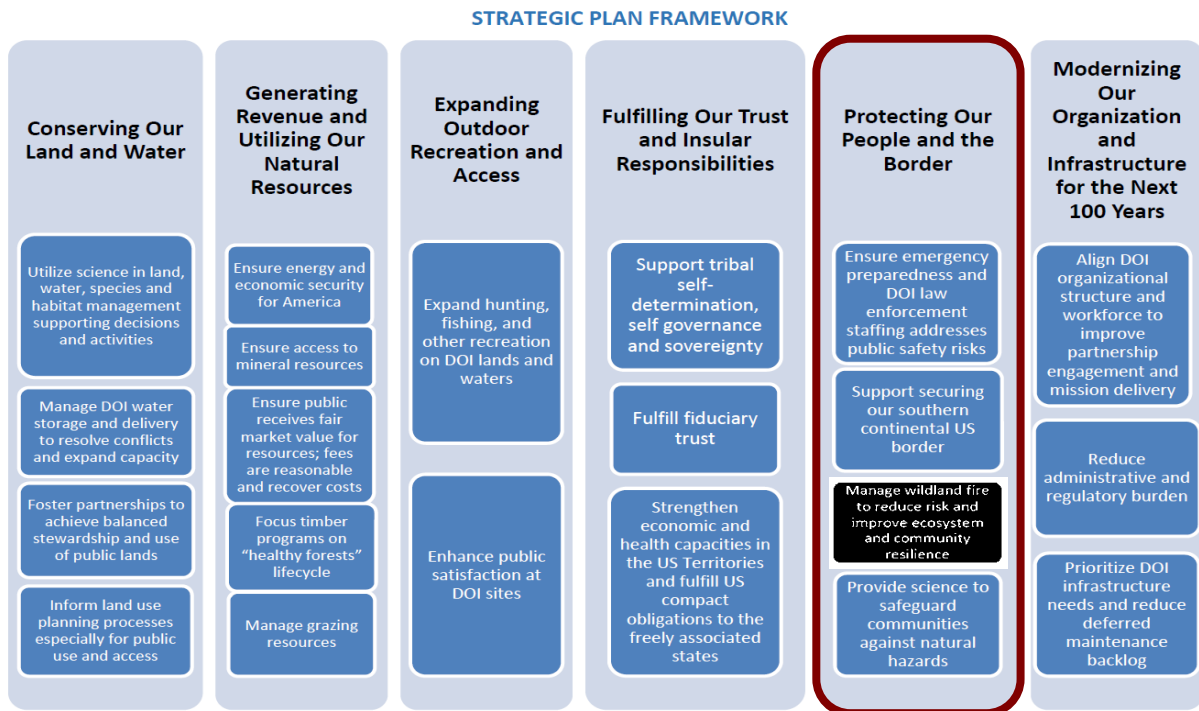 STRATEGIC PLAN FRAMEWORK
Conserving Our
Land and Water
Utilize science in land,
water, species and
habitat management
supporting decisions
and activities
Manage DOI water
storage and delivery
to resolve conflicts
and expand capacity
Foster partnerships to
achieve balanced
stewardship and use
of public lands
Inform land use
planning processes
especially for public
use and access
Generating
Revenue and
Utilizing Our
Natural
Resources
Ensure energy and
economic security
for America
Ensure access to
mineral resources
Ensure public
receives fair
market value for
resources; fees
are reasonable
and recover costs
Focus timber
programs on
“healthy forests”
lifecycle
Manage grazing
resources
Expanding
Outdoor
Recreation and
Access
Expand hunting,
fishing, and
other recreation
on DOI lands and
waters
Enhance public
satisfaction at
DOI sites
Fulfilling Our Trust
and Insular
Responsibilities
Support tribal
self-
determination,
self governance
and sovereignty
Fulfill fiduciary
trust
Strengthen
economic and
health capacities in
the US Territories
and fulfill US
compact
obligations to the
freely associated
states
Protecting Our
People and the
Border
Ensure emergency
preparedness and
DOI law
enforcement
staffing addresses
public safety risks
Support securing
our southern
continental US
border
Manage wildland fire
to reduce risk and
improve ecosystem
and community
resilience
Provide science to
safeguard
communities
against natural
hazards
Modernizing
Our
Organization
and
Infrastructure
for the Next
100 Years
Align DOI
organizational
structure and
workforce to
improve
partnership
engagement and
mission delivery
Reduce
administrative and
regulatory burden
Prioritize DOI
infrastructure
needs and reduce
deferred
maintenance
backlog